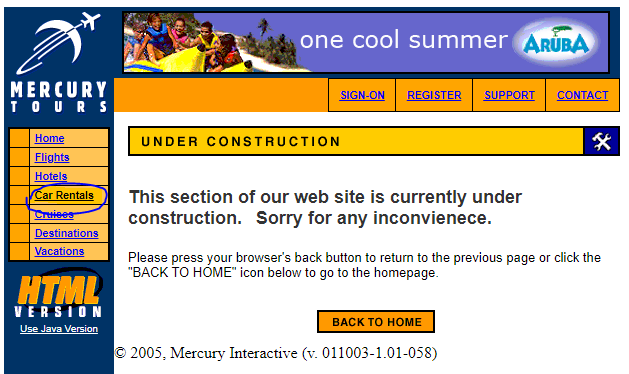 one cool summer ARUBA
MERCURY
TOURS
SIGN-ON REGISTER SUPPORT CONTACT
Home
Flights
Hotels
Car Rentals
Cruises
Destinations
Vacations
HTML
VERSION
Use Java Version
UNDER CONSTRUCTION
This section of our web site is currently under
construction. Sorry for any inconvienece.
Please press your browser's back button to return to the previous page or click the
"BACK TO HOME" icon below to go to the homepage.
BACK TO HOME
© 2005, Mercury Interactive (v. 011003-1.01-058)